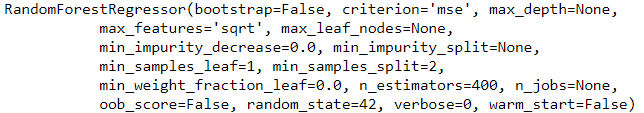 RandomForestRegressor(bootstrap=False, criterion='mse', max_depth=None,
max_features='sqrt', max_leaf_nodes=None,
min_impurity_decrease=0.0, min_impurity_split=None,
min_samples_leaf=1, min_samples_split=2,
min_weight_fraction_leaf=0.0, n_estimators=400, n_jobs=None,
oob_score=False, random_state=42, verbose=0, warm_start=False)